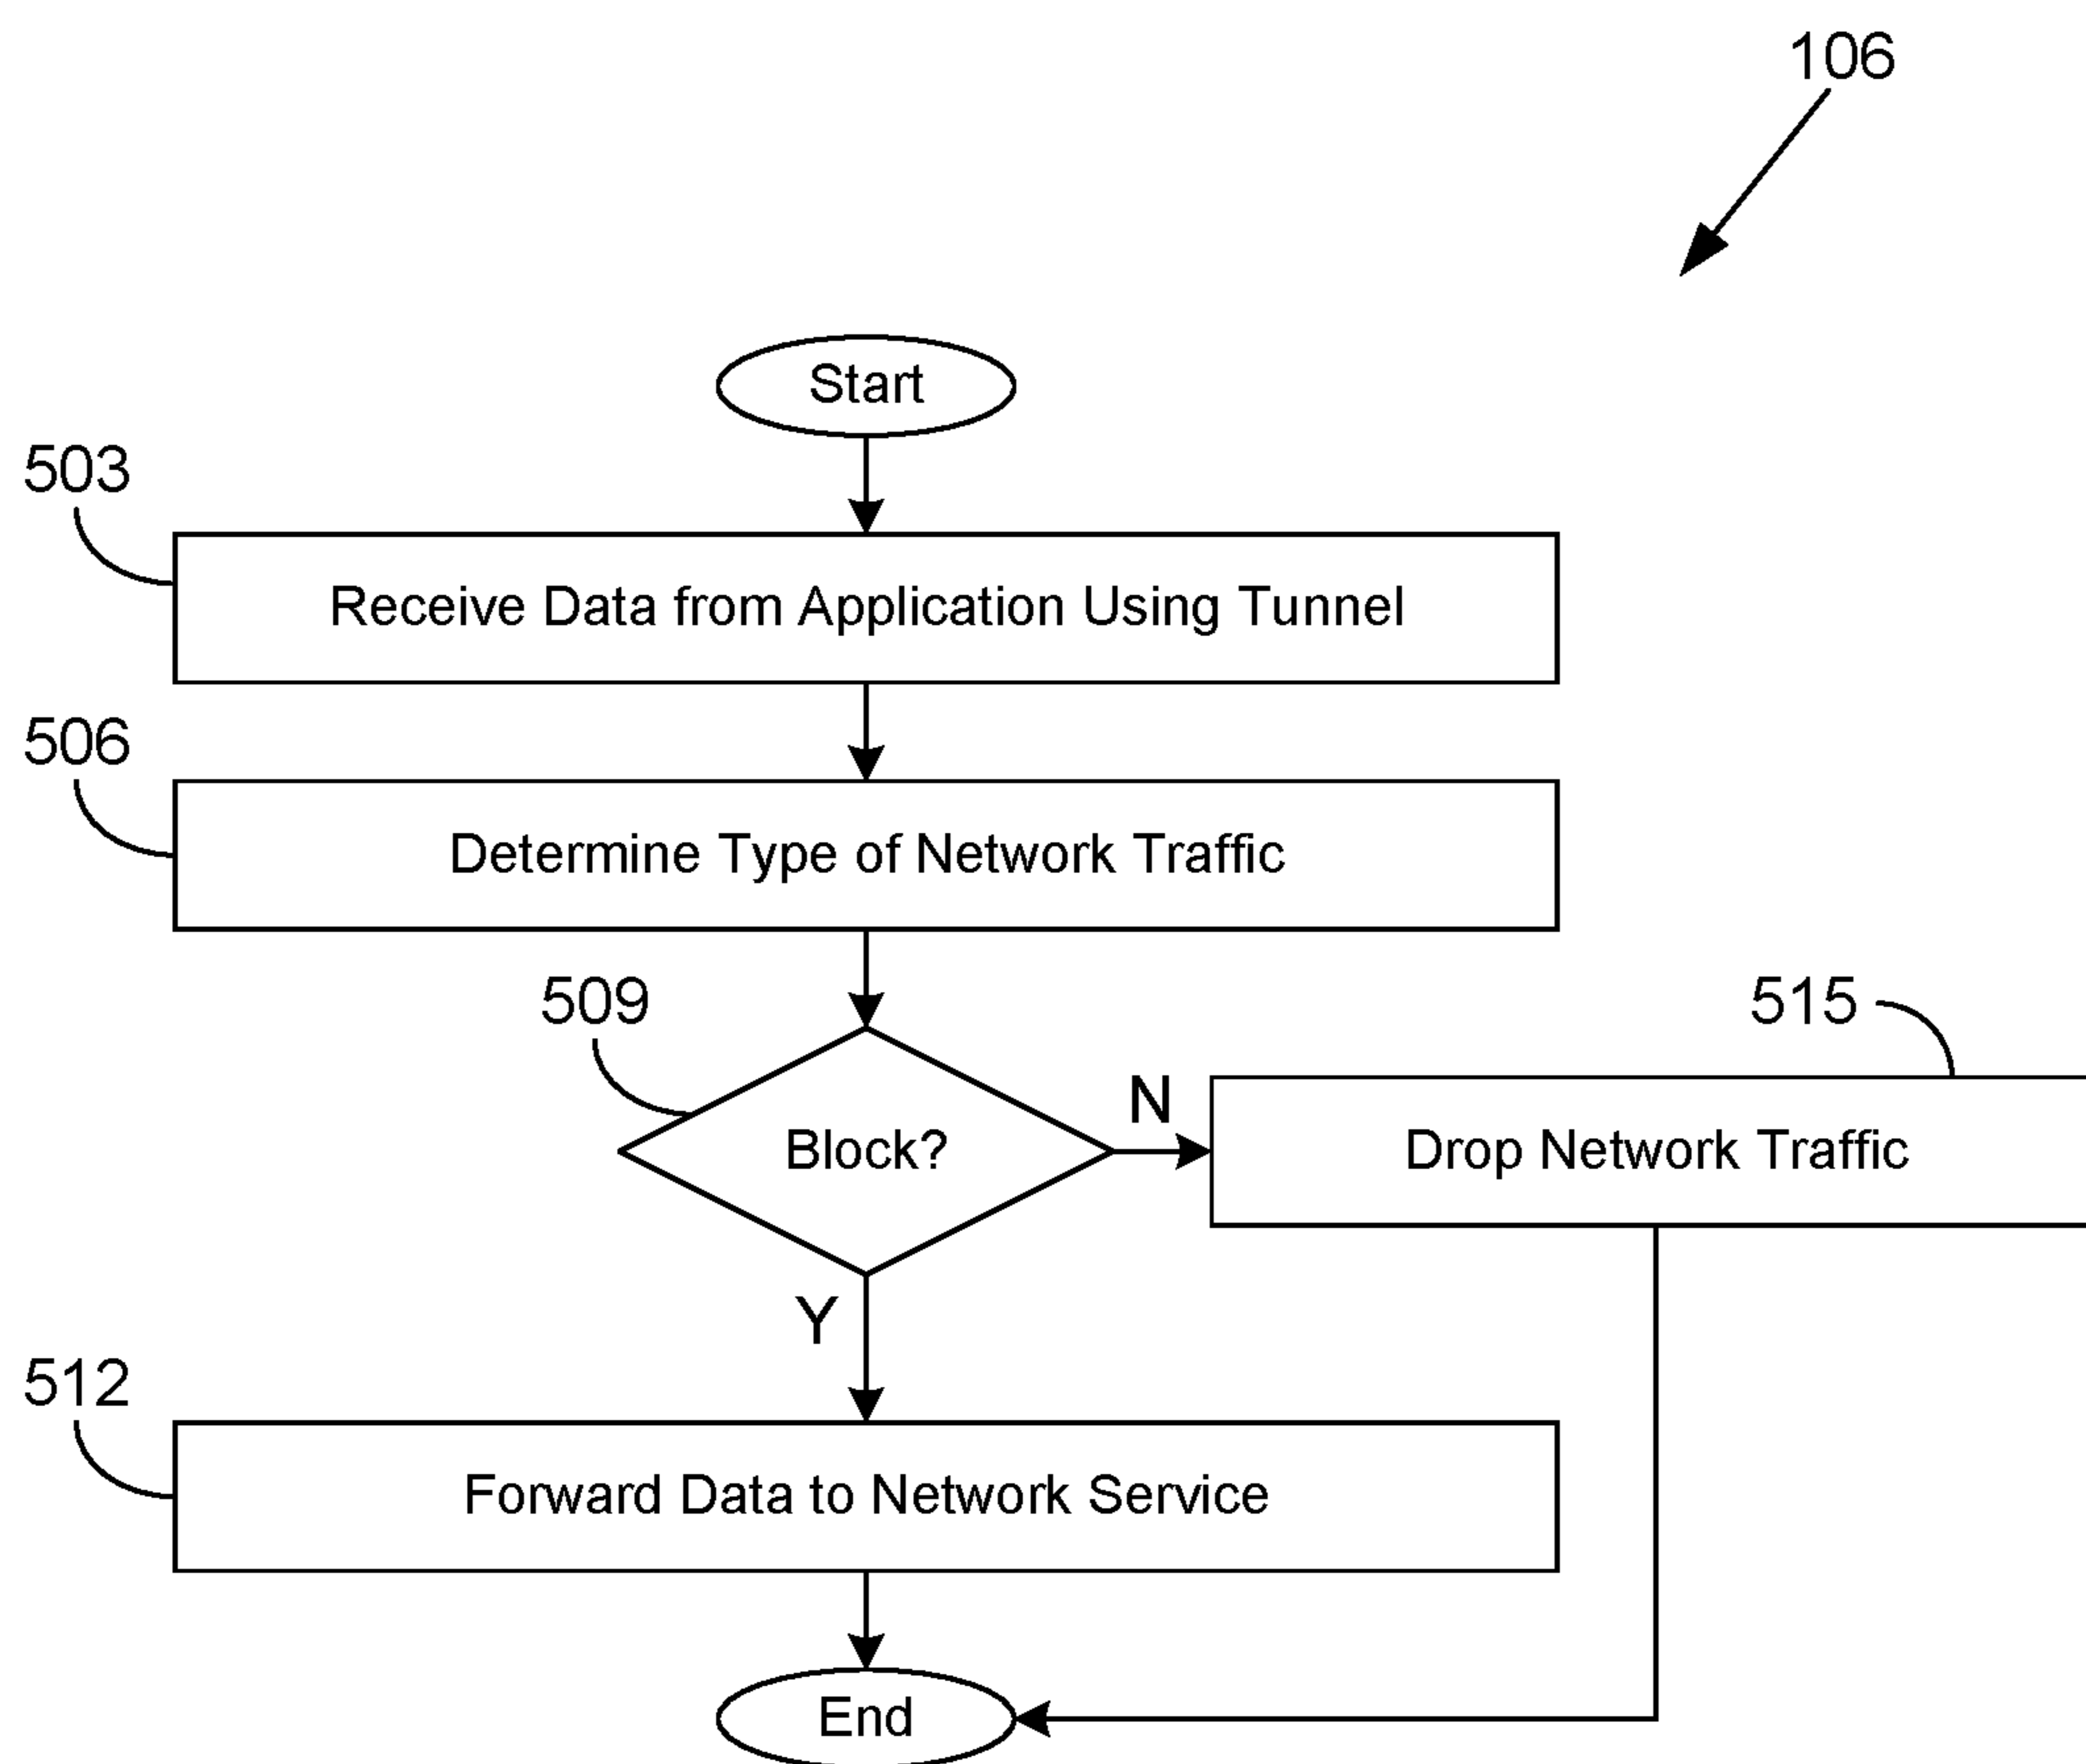 106
Start
503
Receive Data from Application Using Tunnel
506
Determine Type of Network Traffic
509
515
Block?
N
Drop Network Traffic
Y
512
Forward Data to Network Service
End